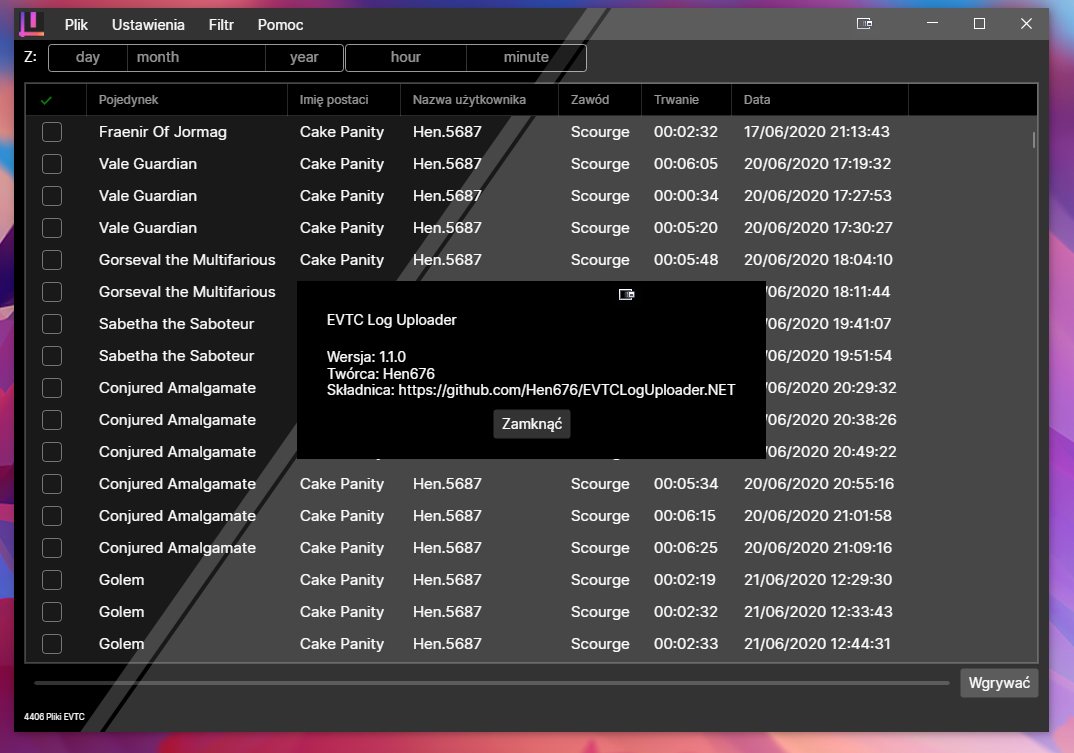 Plik Ustawienia Filtr Pomoc
Z: day month year hour minute
Pojedynek Imię postaci Nazwa użytkownika Zawód Trwanie Data
Fraenir Of Jormag Cake Panity Hen.5687 Scourge 00:02:32 17/06/2020 21:13:43
Vale Guardian Cake Panity Hen.5687 Scourge 00:06:05 20/06/2020 17:19:32
Vale Guardian Cake Panity Hen.5687 Scourge 00:00:34 20/06/2020 17:27:53
Vale Guardian Cake Panity Hen.5687 Scourge 00:05:20 20/06/2020 17:30:27
Gorseval the Multifarious Cake Panity Hen.5687 Scourge 00:05:48 20/06/2020 18:04:10
Gorseval the Multifarious /06/2020 18:11:44
Sabetha the Saboteur /06/2020 19:41:07
Sabetha the Saboteur /06/2020 19:51:54
Conjured Amalgamate /06/2020 20:29:32
Conjured Amalgamate /06/2020 20:38:26
Conjured Amalgamate /06/2020 20:49:22
EVTC Log Uploader
Wersja: 1.1.0
Twórca: Hen676
Składnica: https://github.com/Hen676/EVTCLogUploader.NET
Zamknąć
Conjured Amalgamate Cake Panity Hen.5687 Scourge 00:05:34 20/06/2020 20:55:16
Conjured Amalgamate Cake Panity Hen.5687 Scourge 00:06:15 20/06/2020 21:01:58
Conjured Amalgamate Cake Panity Hen.5687 Scourge 00:06:25 20/06/2020 21:09:16
Golem Cake Panity Hen.5687 Scourge 00:02:19 21/06/2020 12:29:30
Golem Cake Panity Hen.5687 Scourge 00:02:32 21/06/2020 12:33:43
Golem Cake Panity Hen.5687 Scourge 00:02:33 21/06/2020 12:44:31
Wgrywać
4406 Pliki EVTC